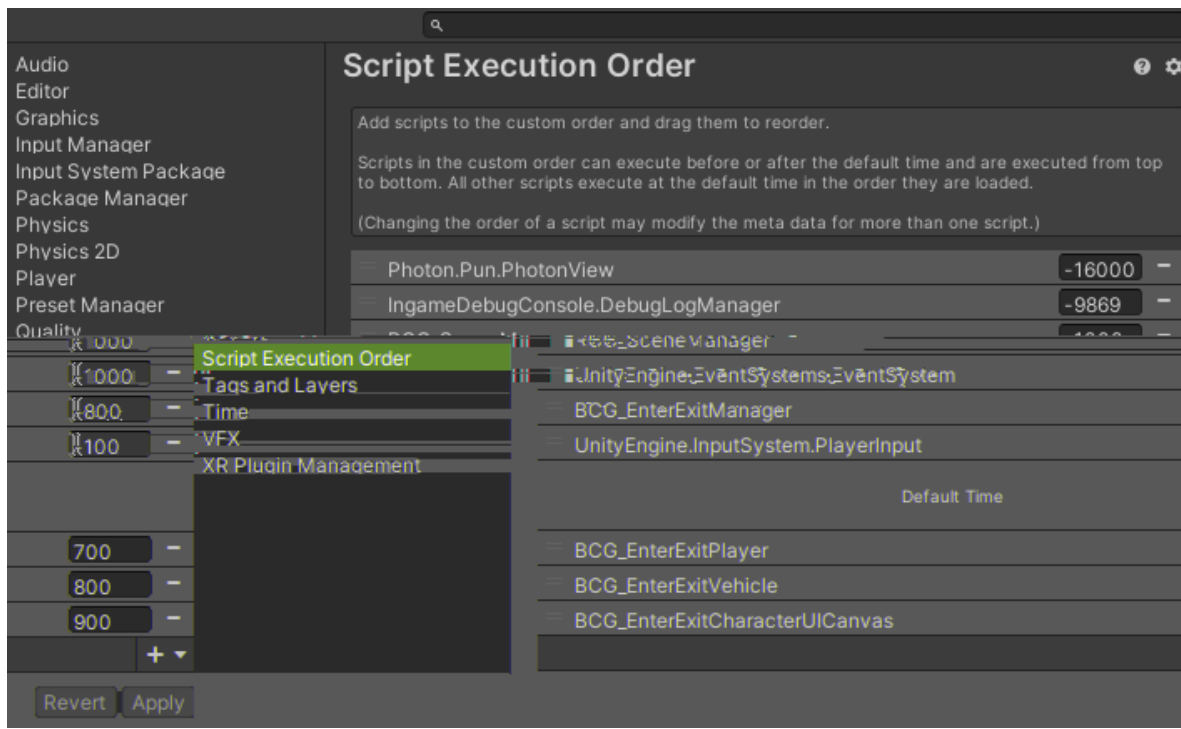 Script Execution Order
Audio
Editor
Graphics
Input Manager
Input System Package
Package Manager
Physics
Physics 2D
Player
Preset Manager
Quality
Add scripts to the custom order and drag them to reorder.
Scripts in the custom order can execute before or after the default time and are executed from top
to bottom. All other scripts execute at the default time in the order they are loaded.
(Changing the order of a script may modify the meta data for more than one script.)
Photon.Pun.PhotonView -16000
IngameDebugConsole.DebugLogManager -9869
Script Execution Order
Tags and Layers
Time
VFX
XR Plugin Management
SceneManager
1000 UnityEngine.EventSystems.EventSystem
800 BCG_EnterExitManager
100 UnityEngine.InputSystem.PlayerInput
Default Time
700 BCG_EnterExitPlayer
800 BCG_EnterExitVehicle
900 BCG_EnterExitCharacterUICanvas
Revert Apply